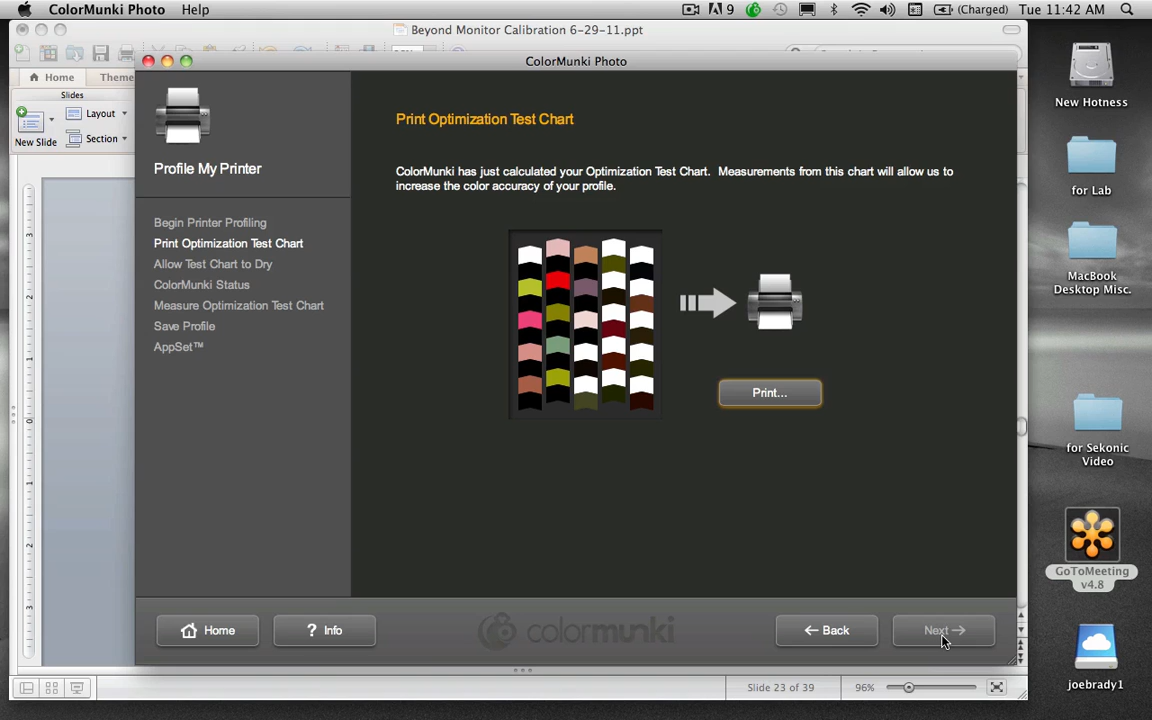 ColorMunki Photo Help 9 (Charged) Tue 11:42 AM
Beyond Monitor Calibration 6-29-11.ppt
Home Theme
Slides
Layout
New Slide Section
ColorMunki Photo
Profile My Printer
Begin Printer Profiling
Print Optimization Test Chart
Allow Test Chart to Dry
ColorMunki Status
Measure Optimization Test Chart
Save Profile
AppSet™
Print Optimization Test Chart
ColorMunki has just calculated your Optimization Test Chart. Measurements from this chart will allow us to
increase the color accuracy of your profile.
Print...
Home ? Info colormunki Back Next
Slide 23 of 39 96%
New Hotness
for Lab
MacBook
Desktop Misc.
for Sekonic
Video
GoToMeeting
v4.8
joebrady1